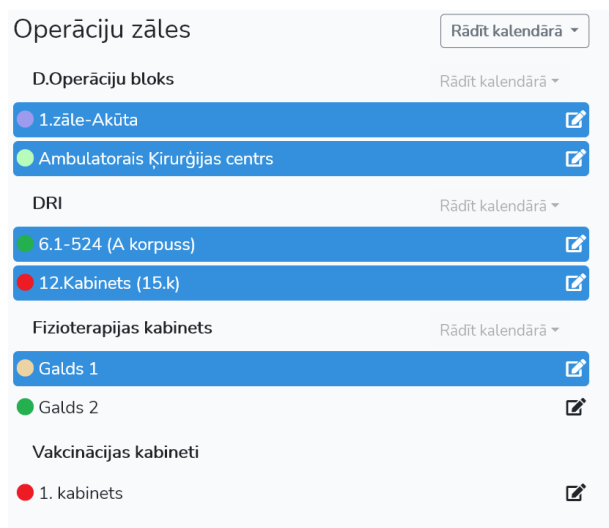 Operāciju zāles Rādīt kalendārā
D.Operāciju bloks Rādīt kalendārā
1.zāle-Akūta
Ambulatorais Ķirurģijas centrs
DRI Rādīt kalendārā
6.1-524 (A korpuss)
12.Kabinets (15.k)
Fizioterapijas kabinets Rādīt kalendārā
Galds 1
Galds 2
Vakcinācijas kabineti
1. kabinets